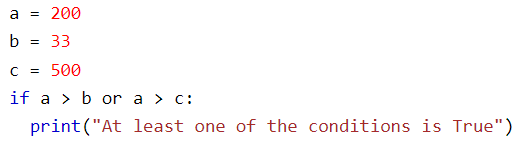 a = 200
b = 33
c = 500
if a > b or a > c:
  print("At least one of the conditions is True")